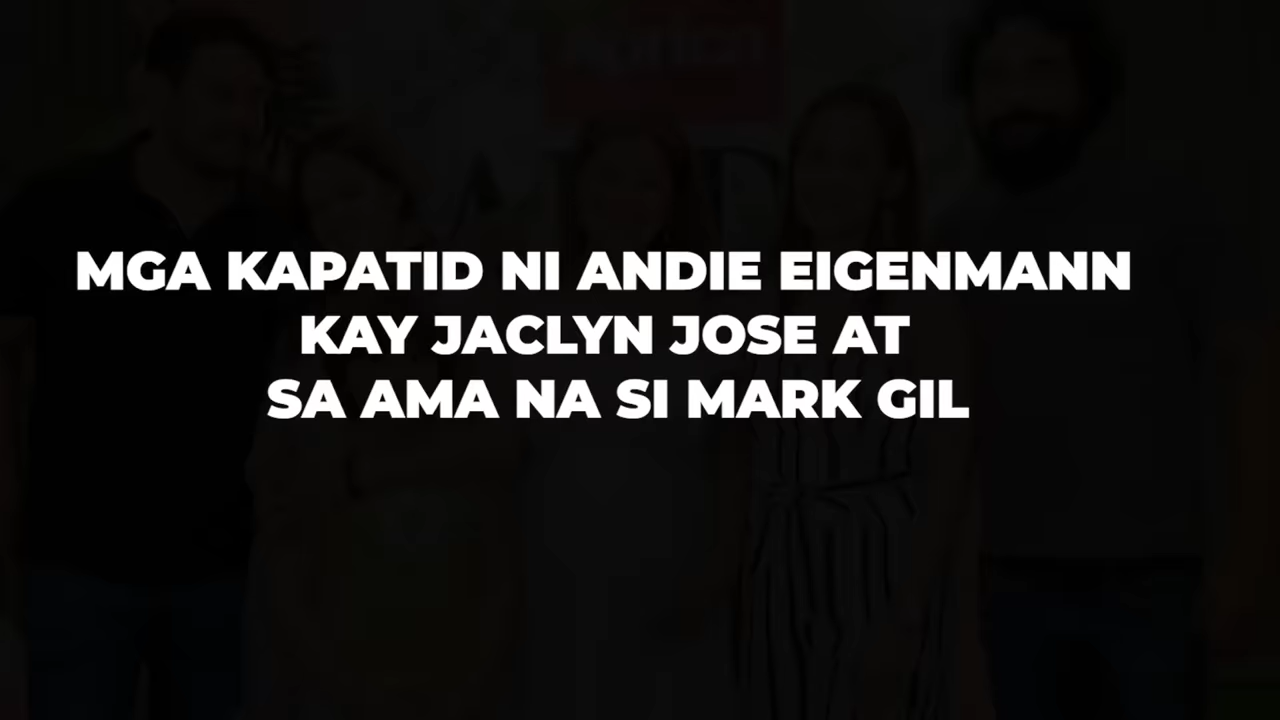 MGA KAPATID NI ANDIE EIGENMANN
KAY JACLYN JOSE AT
SA AMA NA SI MARK GIL